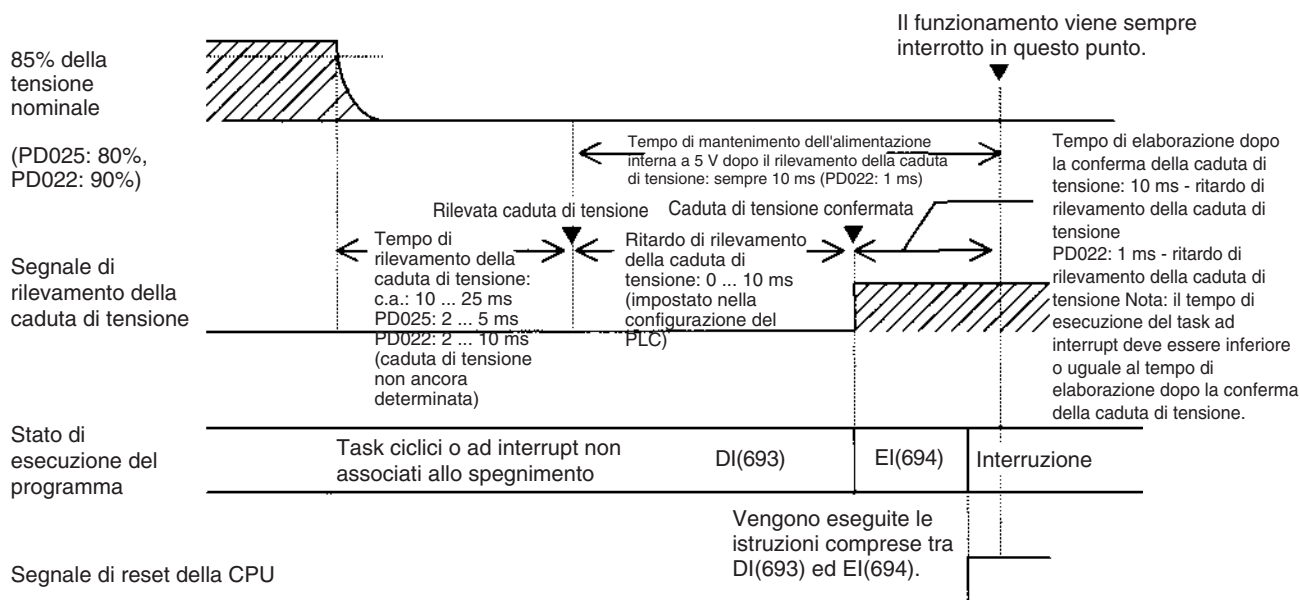 Il funzionamento viene sempre
interrotto in questo punto.
85% della
tensione
nominale
(PD025: 80%,
PD022: 90%)
Tempo di mantenimento dell'alimentazione
interna a 5 V dopo il rilevamento della caduta
di tensione: sempre 10 ms (PD022: 1 ms)
Tempo di elaborazione dopo
la conferma della caduta di
tensione: 10 ms - ritardo di
rilevamento della caduta di
tensione
PD022: 1 ms - ritardo di
rilevamento della caduta di
tensione Nota: il tempo di
esecuzione del task ad
interrupt deve essere inferiore
o uguale al tempo di
elaborazione dopo la conferma
della caduta di tensione.
Rilevata caduta di tensione
Caduta di tensione confermata
Segnale di
rilevamento della
caduta di tensione
Tempo di
rilevamento della
caduta di tensione:
c.a.: 10 ... 25 ms
PD025: 2 ... 5 ms
PD022: 2 ... 10 ms
(caduta di tensione
non ancora
determinata)
Ritardo di rilevamento
della caduta di
tensione: 0 ... 10 ms
(impostato nella
configurazione del
PLC)
Stato di
esecuzione del
programma
Task ciclici o ad interrupt non
associati allo spegnimento
DI(693)
EI(694)
Interruzione
Vengono eseguite le
istruzioni comprese tra
DI(693) ed EI(694).
Segnale di reset della CPU